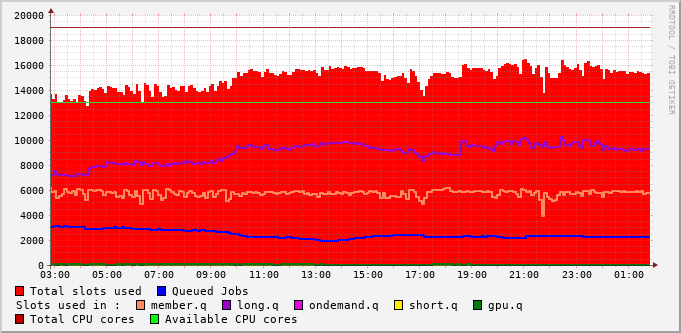 20000
18000
16000
14000
12000
10000
8000
6000
4000
2000
0
03:00 05:00 07:00 09:00 11:00 13:00 15:00 17:00 19:00 21:00 23:00 01:00
Total slots used Queued Jobs
Slots used in : member.q long.q ondemand.q short.q gpu.q
Total CPU cores Available CPU cores
RRDTOOL / TOBI OETIKER